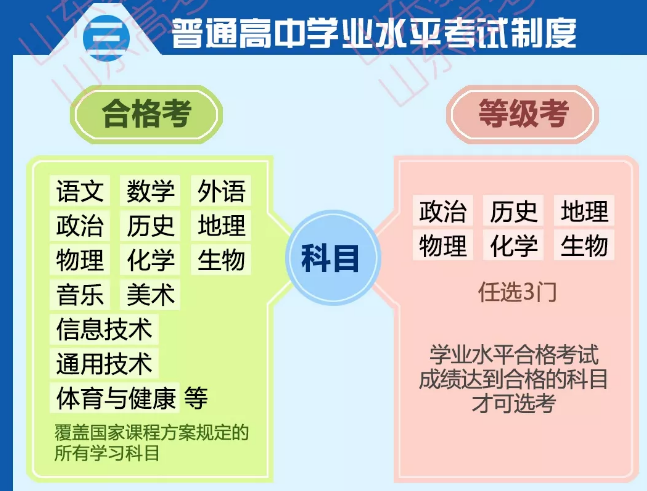 三 普通高中学业水平考试制度
合格考
语文 数学 外语
政治 历史 地理
物理 化学 生物
音乐 美术
信息技术
通用技术
体育与健康 等
覆盖国家课程方案规定的
所有学习科目
科目
等级考
政治 历史 地理
物理 化学 生物
任选3门
学业水平合格考试
成绩达到合格的科目
才可选考